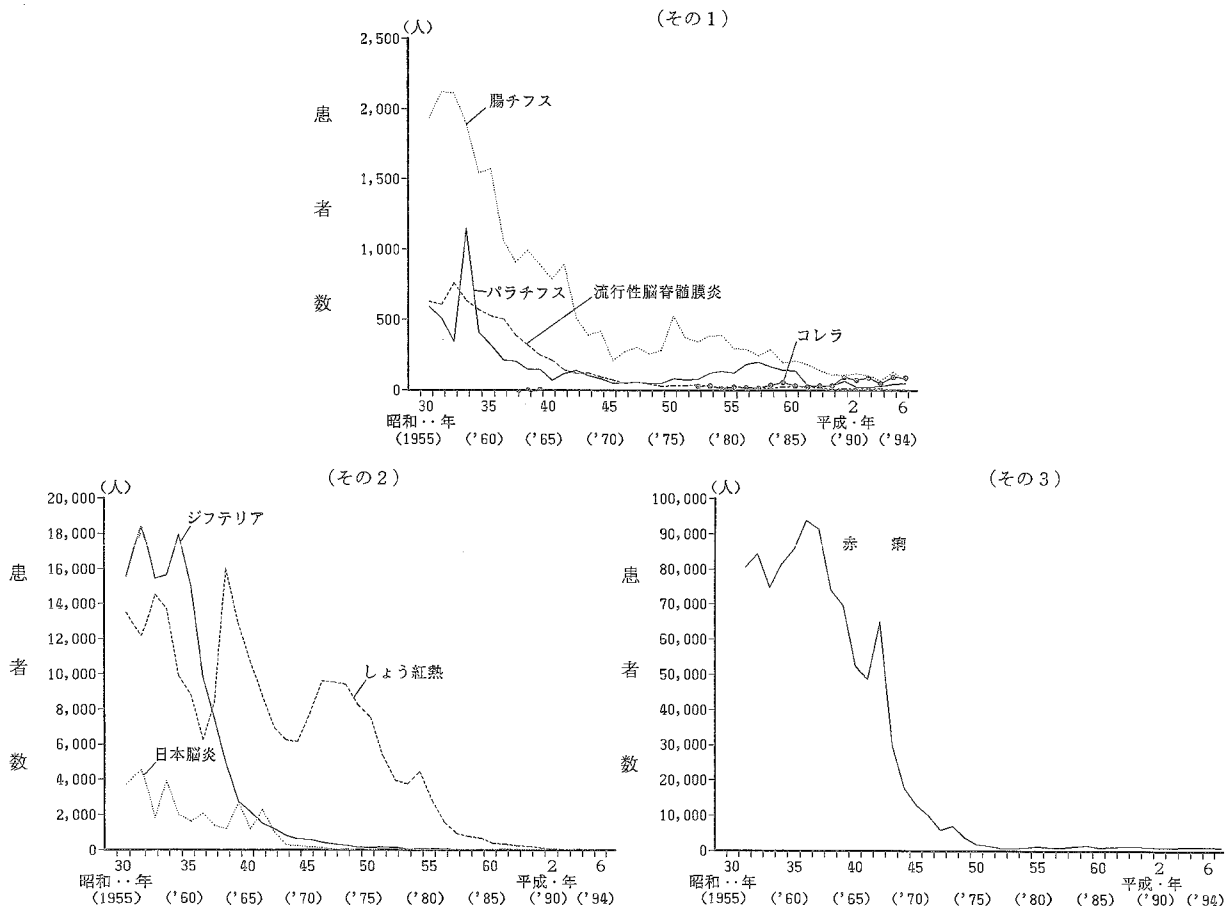 (その1)
(人)
2,500
2,000
1,500
1,000
500
0
患者数
腸チフス
パラチフス
流行性脳脊髄膜炎
コレラ
30 35 40 45 50 55 60 2 6
昭和‥年 平成・年
(1955) ('60) ('65) ('70) ('75) ('80) ('85) ('90) ('94)
(その2)
(人)
20,000
18,000
16,000
14,000
12,000
10,000
8,000
6,000
4,000
2,000
0
患者数
ジフテリア
しょう紅熱
日本脳炎
30 35 40 45 50 55 60 2 6
昭和‥年 平成・年
(1955) ('60) ('65) ('70) ('75) ('80) ('85) ('90) ('94)
(その3)
(人)
100,000
90,000
80,000
70,000
60,000
50,000
40,000
30,000
20,000
10,000
0
患者数
赤痢
30 35 40 45 50 55 60 2 6
昭和‥年 平成・年
(1955) ('60) ('65) ('70) ('75) ('80) ('85) ('90) ('94)